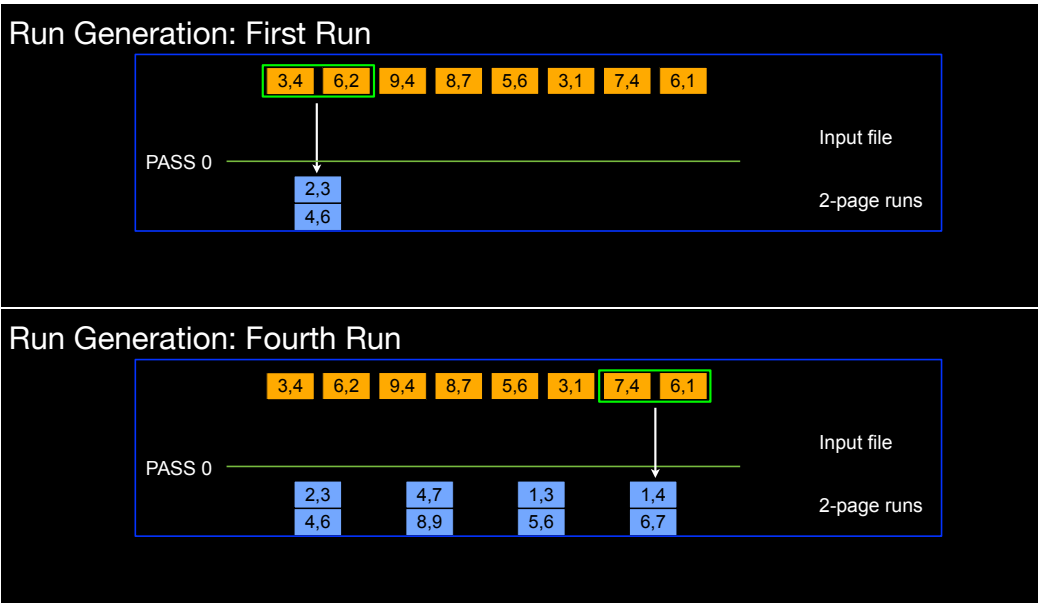 Run Generation: First Run
3,4 6,2 9,4 8,7 5,6 3,1 7,4 6,1
Input file
PASS 0
2,3
2-page runs
4,6
Run Generation: Fourth Run
3,4 6,2 9,4 8,7 5,6 3,1 7,4 6,1
Input file
PASS 0
2,3 4,7 1,3 1,4
2-page runs
4,6 8,9 5,6 6,7